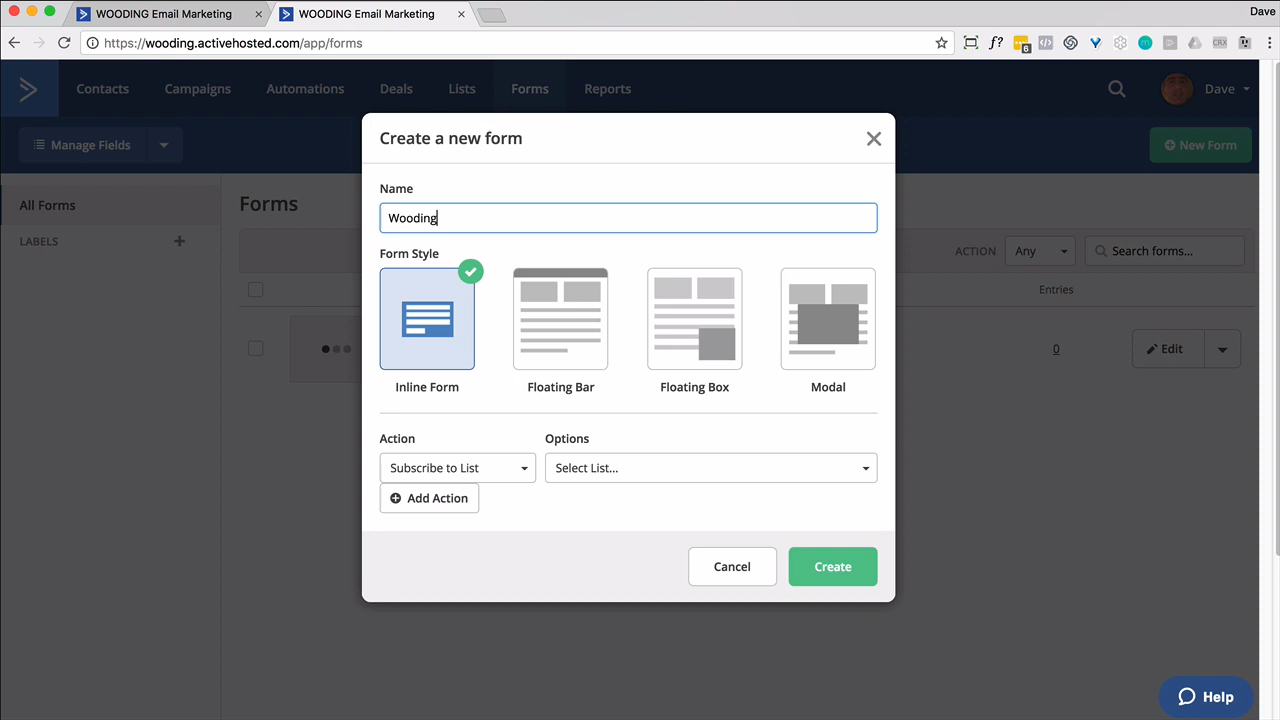 WOODING Email Marketing
WOODING Email Marketing
Dave
https://wooding.activehosted.com/app/forms
f?
6
m
CRX
Contacts Campaigns Automations Deals Lists Forms Reports
Dave
Manage Fields
New Form
All Forms
LABELS
Forms
ACTION Any Search forms...
Entries
0 Edit
Create a new form
Name
Wooding
Form Style
Inline Form Floating Bar Floating Box Modal
Action Options
Subscribe to List Select List...
Add Action
Cancel Create
Help